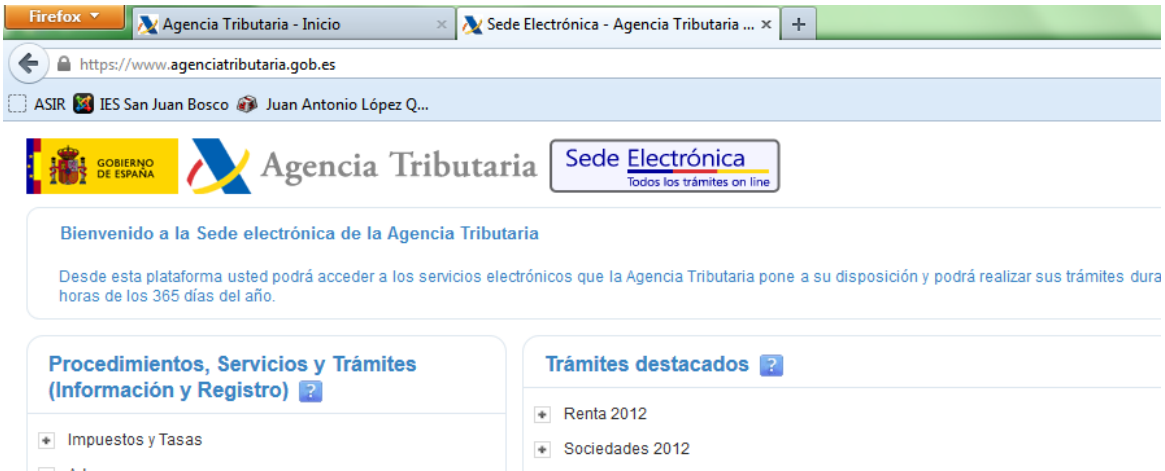 Firefox
Agencia Tributaria - Inicio
Sede Electrónica - Agencia Tributaria ...
https://www.agenciatributaria.gob.es
ASIR IES San Juan Bosco Juan Antonio López Q...
GOBIERNO
DE ESPAÑA
Agencia Tributaria
Sede Electrónica
Todos los trámites on line
Bienvenido a la Sede electrónica de la Agencia Tributaria
Desde esta plataforma usted podrá acceder a los servicios electrónicos que la Agencia Tributaria pone a su disposición y podrá realizar sus trámites dura
horas de los 365 días del año.
Procedimientos, Servicios y Trámites
(Información y Registro) ?
Impuestos y Tasas
Trámites destacados ?
Renta 2012
Sociedades 2012